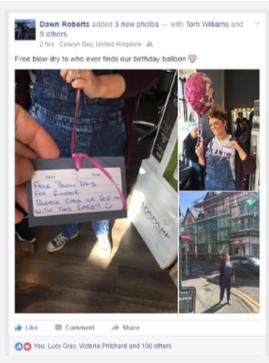 Dawn Roberts added 3 new photos — with Tom Williams and
9 others.
2 hrs · Colwyn Bay, United Kingdom
Free blow dry to who ever finds our birthday balloon
FREE BLOW DRY
FOR FINDER
PLEASE CALL OR POP IN
WITH THIS CARD!!
OPEN
Like Comment Share
You, Lucy Gray, Victoria Pritchard and 100 others